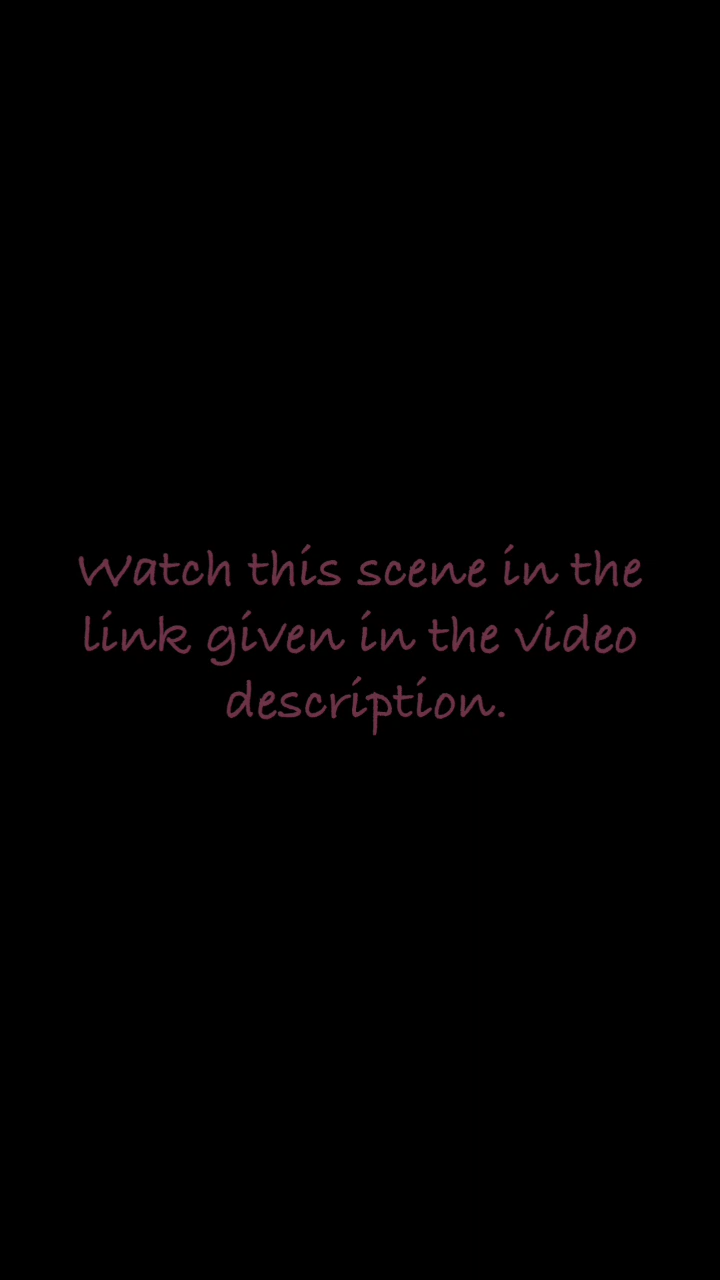 Watch this scene in the
link given in the video
description.